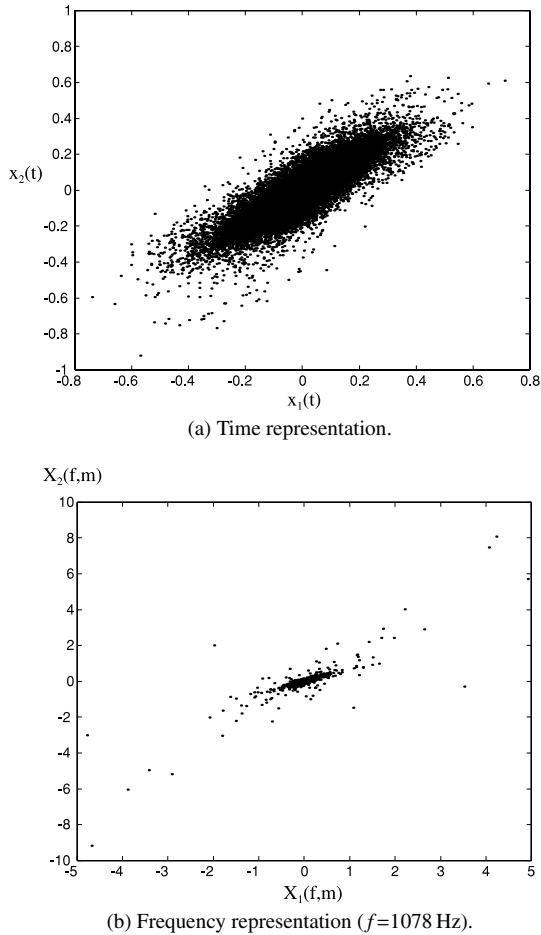 1
0.8
0.6
0.4
0.2
x₂(t)
0
-0.2
-0.4
-0.6
-0.8
-1
-0.8 -0.6 -0.4 -0.2 0 0.2 0.4 0.6 0.8
x₁(t)
(a) Time representation.
X₂(f,m)
10
8
6
4
2
0
-2
-4
-6
-8
-10
-5 -4 -3 -2 -1 0 1 2 3 4 5
X₁(f,m)
(b) Frequency representation (f=1078 Hz).